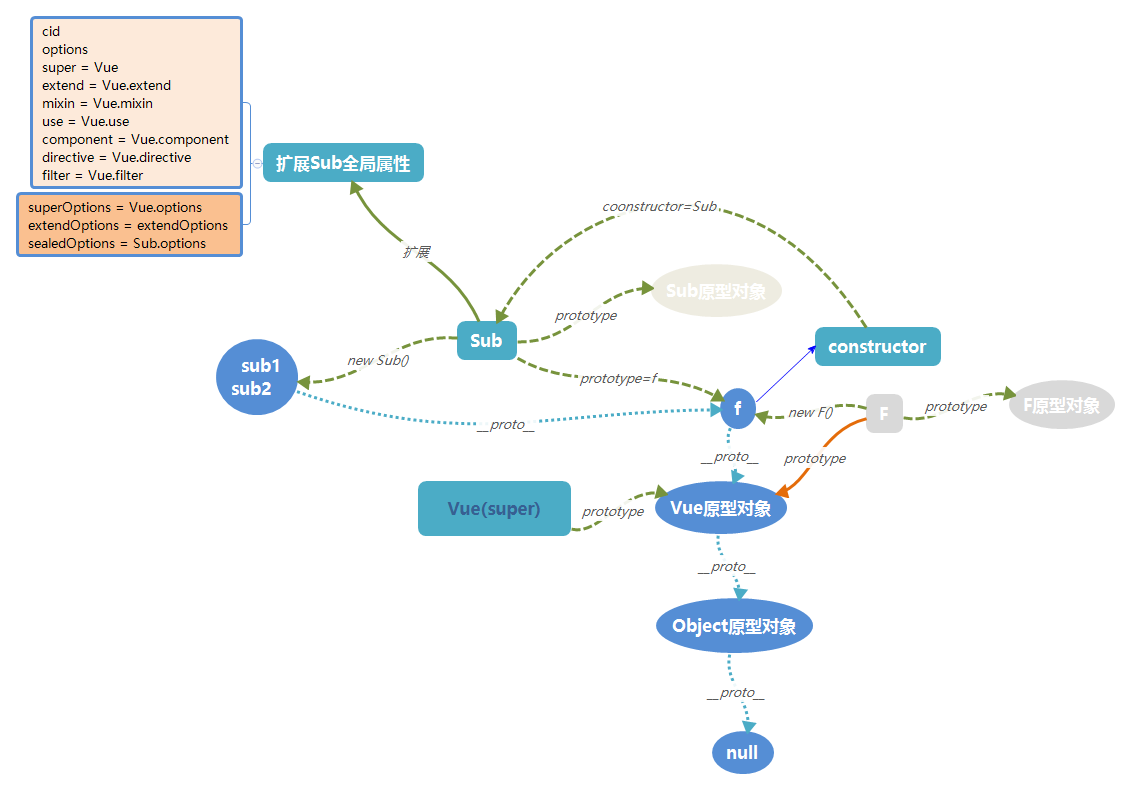 cid
options
super = Vue
extend = Vue.extend
mixin = Vue.mixin
use = Vue.use
component = Vue.component
directive = Vue.directive
filter = Vue.filter
superOptions = Vue.options
extendOptions = extendOptions
sealedOptions = Sub.options
扩展Sub全局属性
coonstructor=Sub
扩展
Sub原型对象
prototype
Sub
constructor
new Sub()
sub1
sub2
prototype=f
f
new F()
F
prototype
F原型对象
__proto__
__proto__
prototype
Vue(super)
prototype
Vue原型对象
__proto__
Object原型对象
__proto__
null